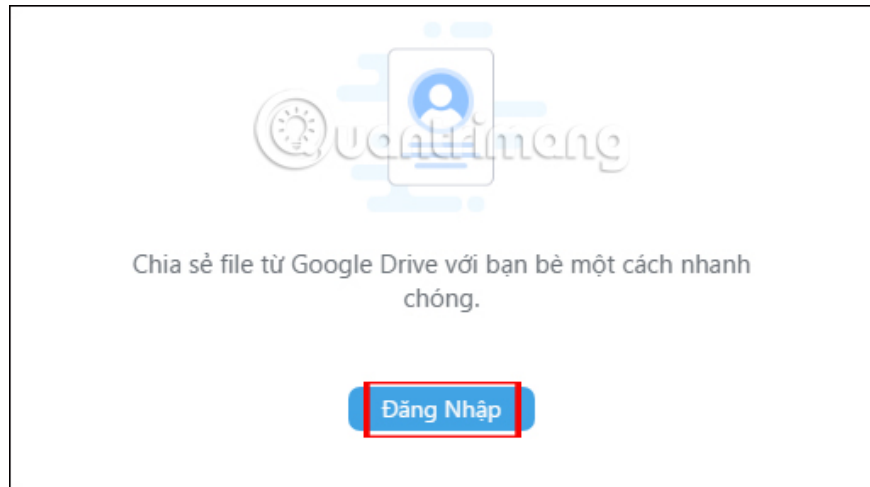 Quantrimang
Chia sẻ file từ Google Drive với bạn bè một cách nhanh
chóng.
Đăng Nhập